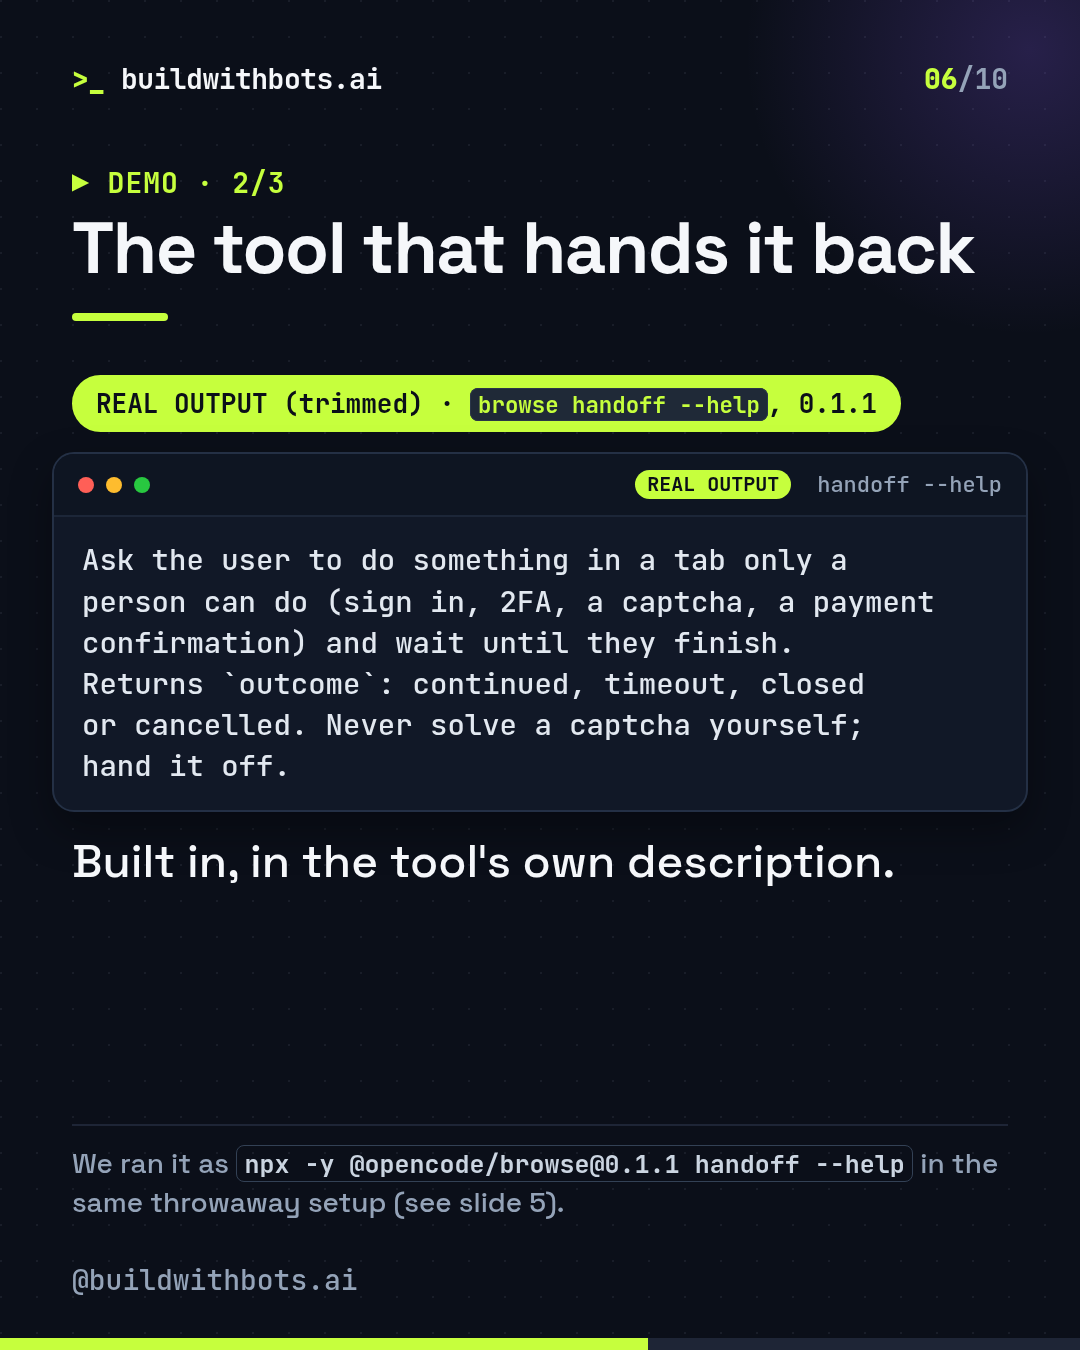 >_ buildwithbots.ai
06/10
▶ DEMO · 2/3
The tool that hands it back
REAL OUTPUT (trimmed) · browse handoff --help, 0.1.1
REAL OUTPUT handoff --help
Ask the user to do something in a tab only a
person can do (sign in, 2FA, a captcha, a payment
confirmation) and wait until they finish.
Returns `outcome`: continued, timeout, closed
or cancelled. Never solve a captcha yourself;
hand it off.
Built in, in the tool's own description.
We ran it as npx -y @opencode/browse@0.1.1 handoff --help in the
same throwaway setup (see slide 5).
@buildwithbots.ai